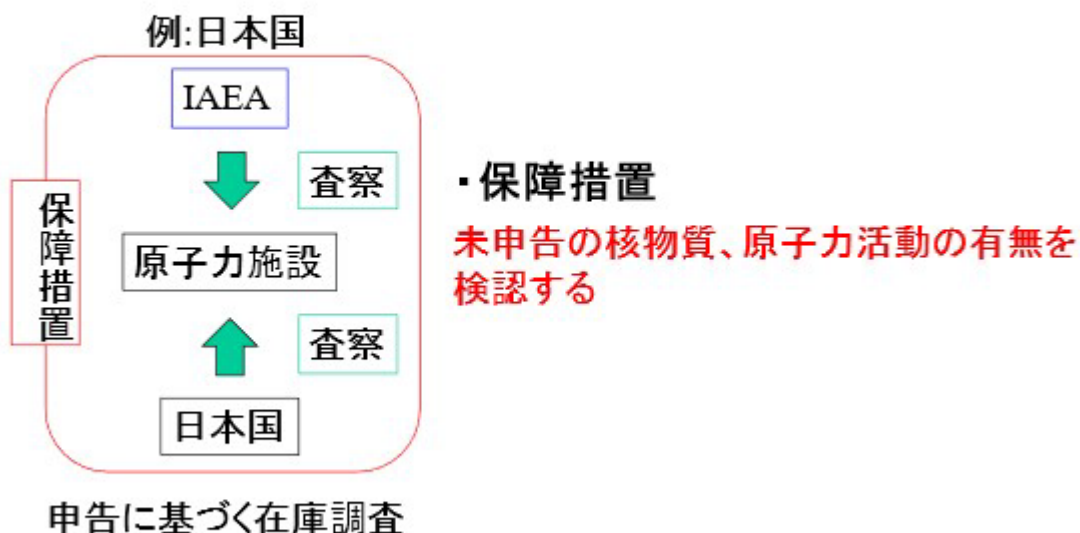 例:日本国
IAEA
査察
保障措置
原子力施設
査察
日本国
申告に基づく在庫調査
・保障措置
未申告の核物質、原子力活動の有無を
検認する